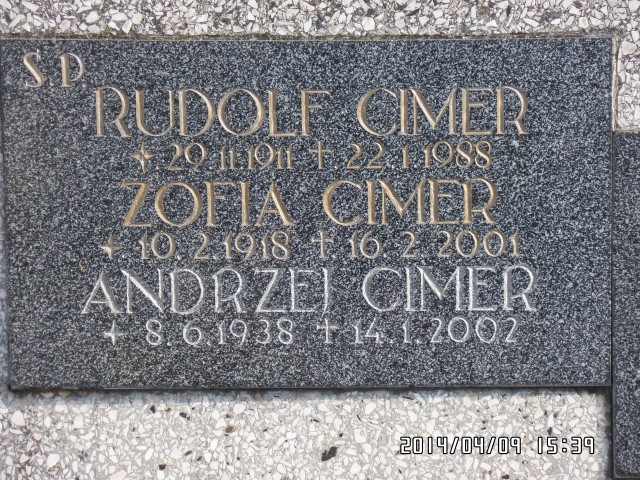 S P
RUDOLF CIMER
29.11.1911 † 22.1.1988
ZOFIA CIMER
10.2.1918 † 16.2.2001
ANDRZEJ CIMER
8.6.1938 † 14.1.2002
2014/04/09 15:39